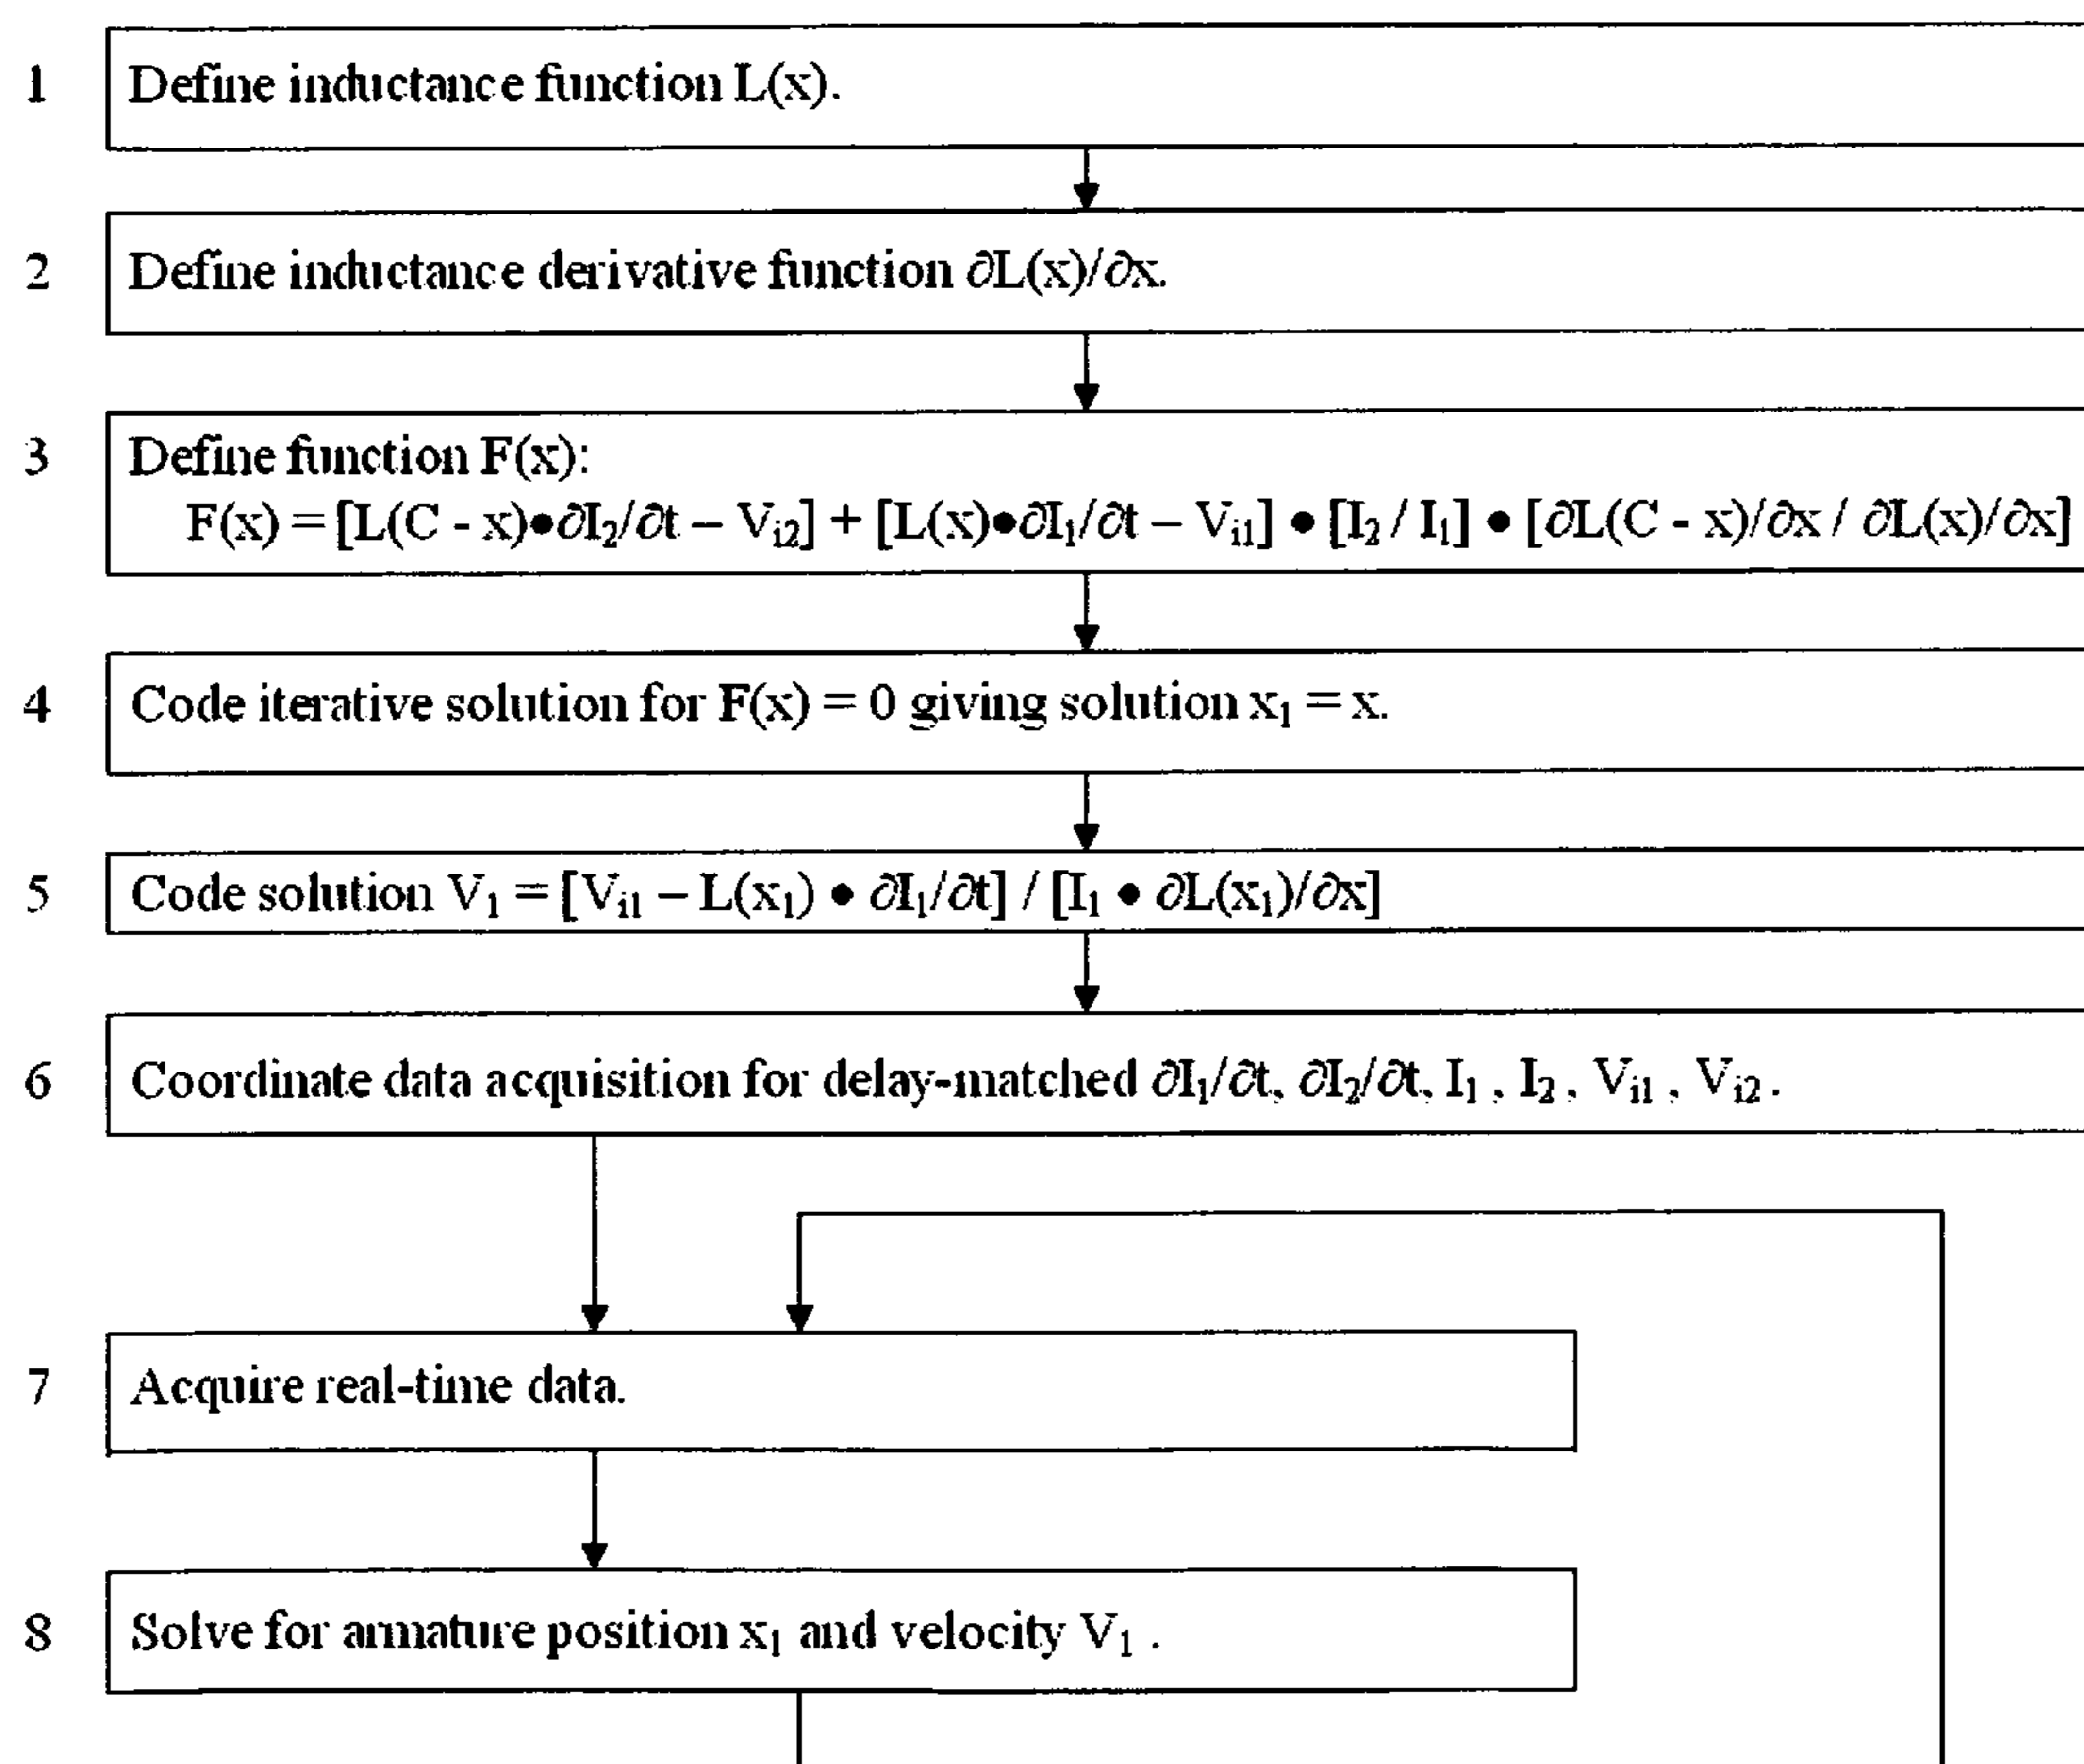 1 Define inductance function L(x).
2 Define inductance derivative function ∂L(x)/∂x.
3 Define function F(x):
F(x) = [L(C - x)•∂I₂/∂t – Vᵢ₂] + [L(x)•∂I₁/∂t – Vᵢ₁] • [I₂ / I₁] • [∂L(C - x)/∂x / ∂L(x)/∂x]
4 Code iterative solution for F(x) = 0 giving solution x₁ = x.
5 Code solution V₁ = [Vᵢ₁ – L(x₁) • ∂I₁/∂t] / [I₁ • ∂L(x₁)/∂x]
6 Coordinate data acquisition for delay-matched ∂I₁/∂t, ∂I₂/∂t, I₁ , I₂ , Vᵢ₁ , Vᵢ₂ .
7 Acquire real-time data.
8 Solve for armature position x₁ and velocity V₁ .